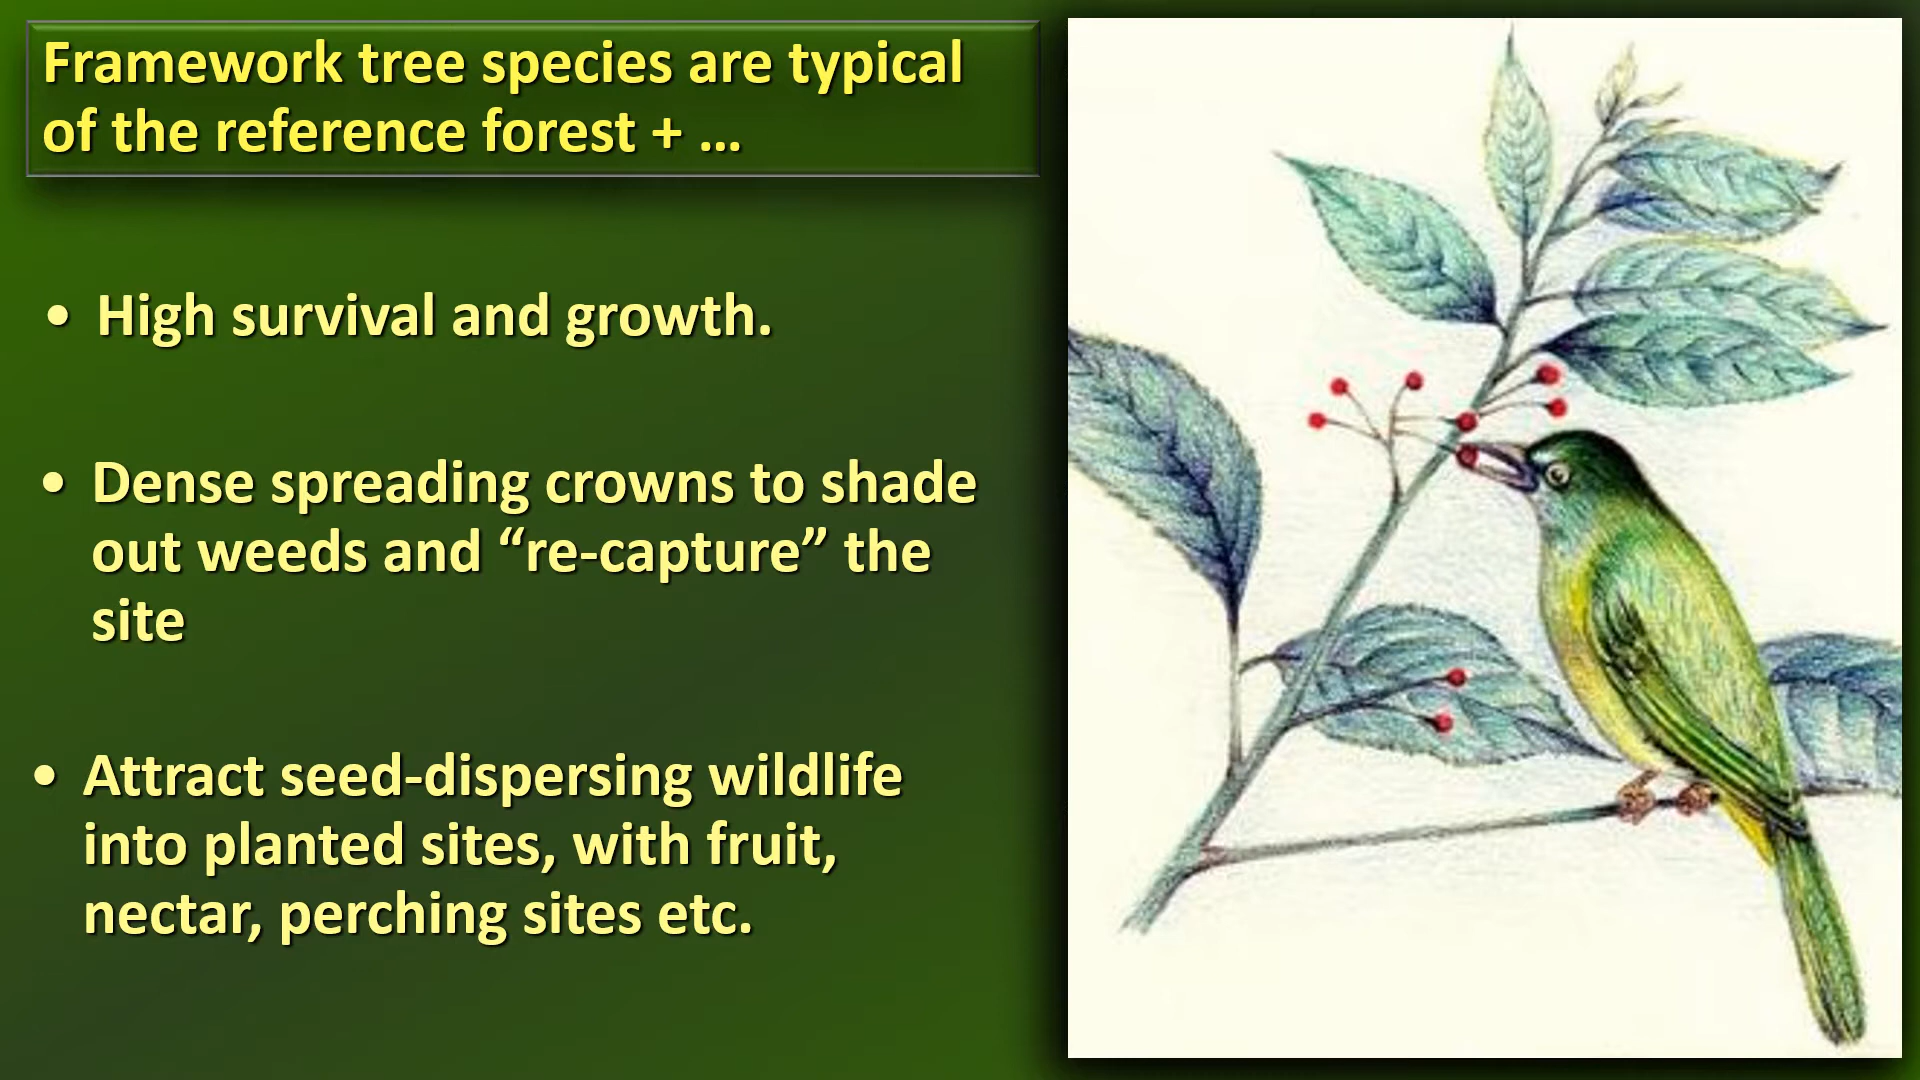 Framework tree species are typical
of the reference forest + ...
• High survival and growth.
• Dense spreading crowns to shade
out weeds and “re-capture” the
site
• Attract seed-dispersing wildlife
into planted sites, with fruit,
nectar, perching sites etc.